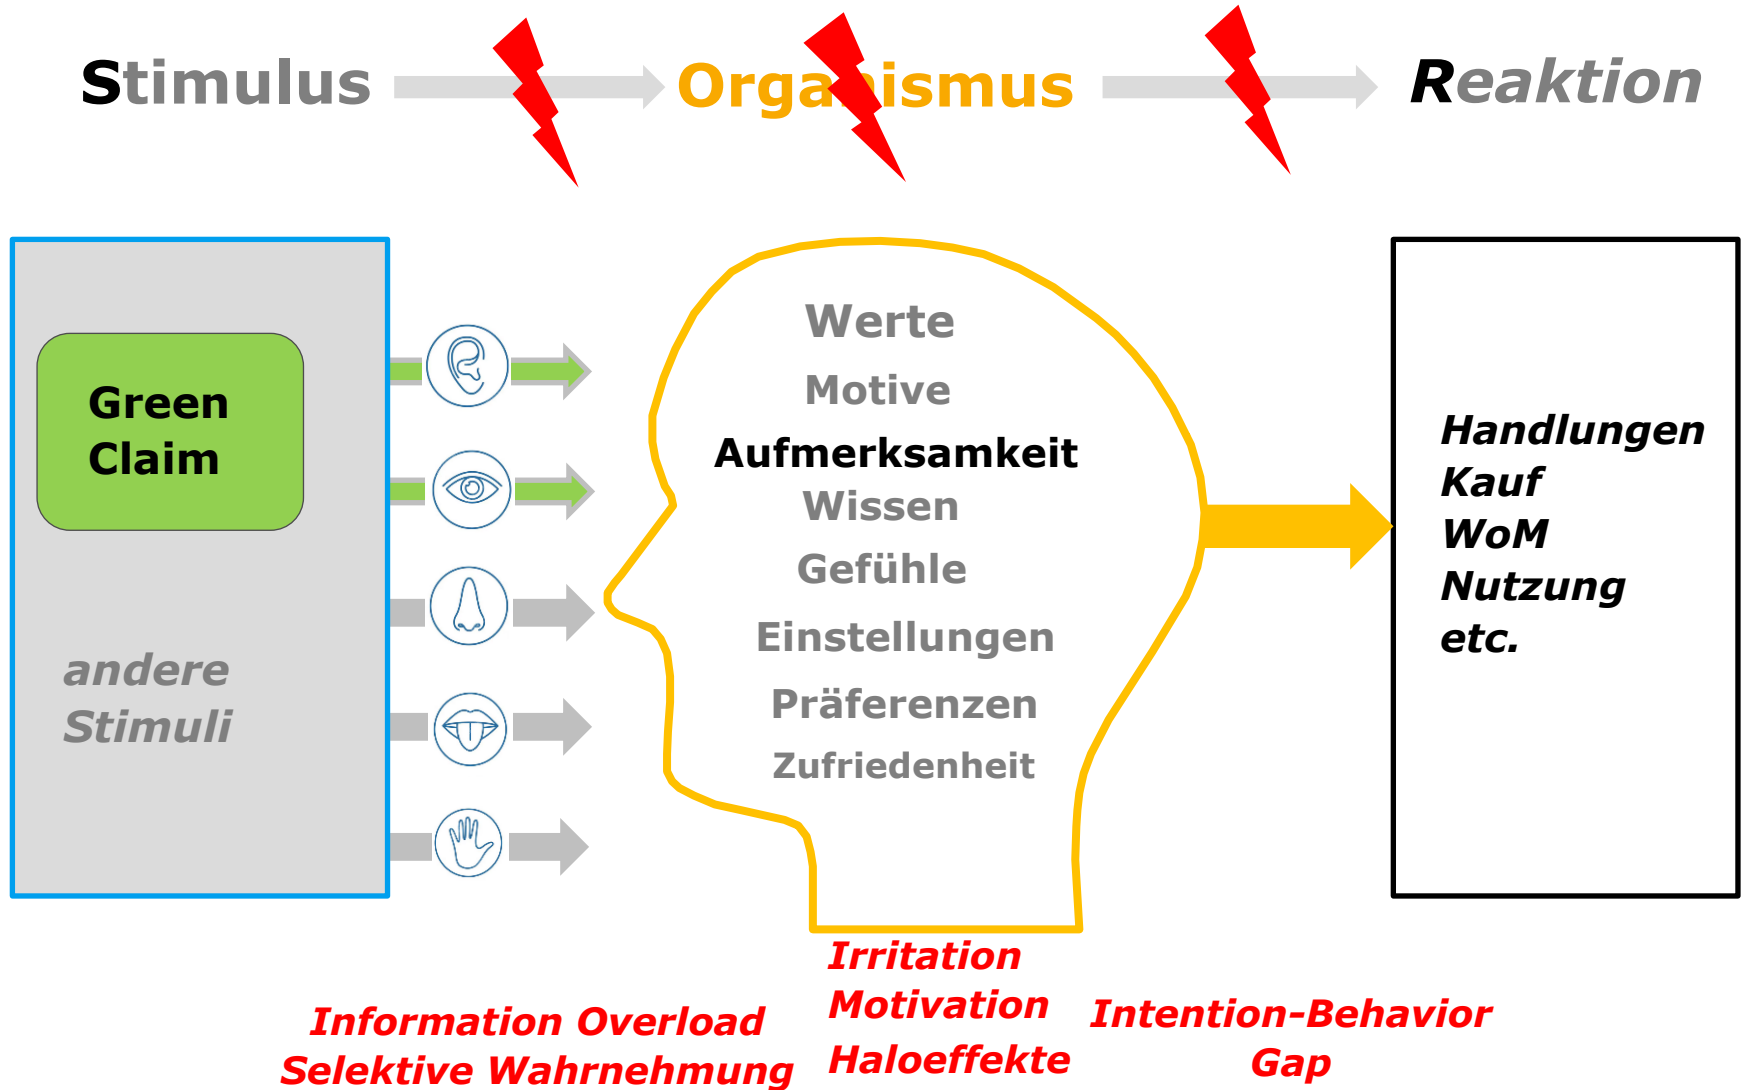 Stimulus
Organismus
Reaktion
Green
Claim
andere
Stimuli
Werte
Motive
Aufmerksamkeit
Wissen
Gefühle
Einstellungen
Präferenzen
Zufriedenheit
Handlungen
Kauf
WoM
Nutzung
etc.
Information Overload
Selektive Wahrnehmung
Irritation
Motivation
Haloeffekte
Intention-Behavior
Gap